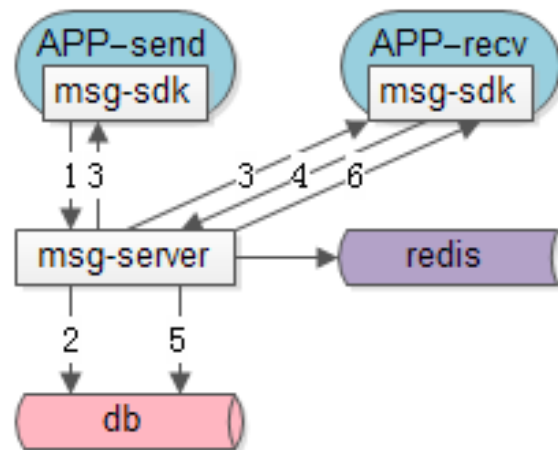 APP–send
APP–recv
msg-sdk
msg-sdk
1
3
3
4
6
msg-server
redis
2
5
db